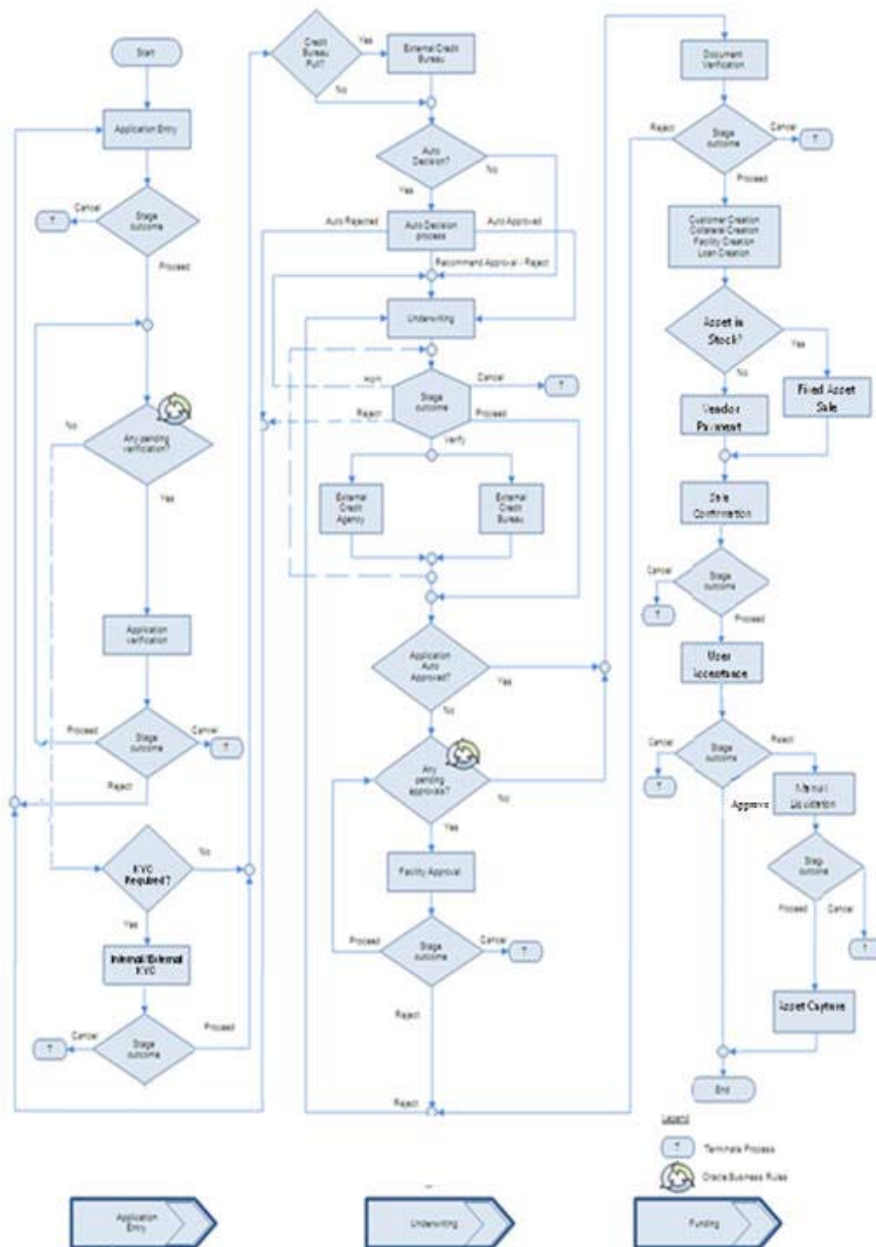 Start
Application Entry
Stage
outcome
Cancel
T
Proceed
No
Any pending
verification?
Yes
Application
verification
Proceed
Stage
outcome
Cancel
T
Reject
KYC
Required?
No
Yes
Internal/External
KYC
Stage
outcome
Cancel
T
Proceed
Credit
Bureau
Pull?
Yes
External Credit
Bureau
No
Auto
Decision?
No
Yes
Auto Rejected
Auto Decision
process
Auto Approved
Recommend Approval - Reject
Underwriting
Stage
outcome
Cancel
T
Reject
Proceed
Verify
External
Credit
Agency
External
Credit
Bureau
Application
Auto
Approved?
Yes
No
Any
pending
approvals?
No
Yes
Facility Approval
Proceed
Stage
outcome
Cancel
T
Reject
Reject
Document
Verification
Reject
Stage
outcome
Cancel
T
Proceed
Customer Creation
Collateral Creation
Facility Creation
Loan Creation
Asset in
Stock?
Yes
No
Fixed Asset
Sale
Vendor
Payment
Sale
Confirmation
Cancel
T
Stage
outcome
Proceed
User
Acceptance
Cancel
T
Stage
outcome
Reject
Approve
Manual
Liquidation
Stage
outcome
Proceed
Cancel
T
Asset Capture
End
Legend
T
Terminate Process
Oracle Business Rules
Application
Entry
Underwriting
Funding